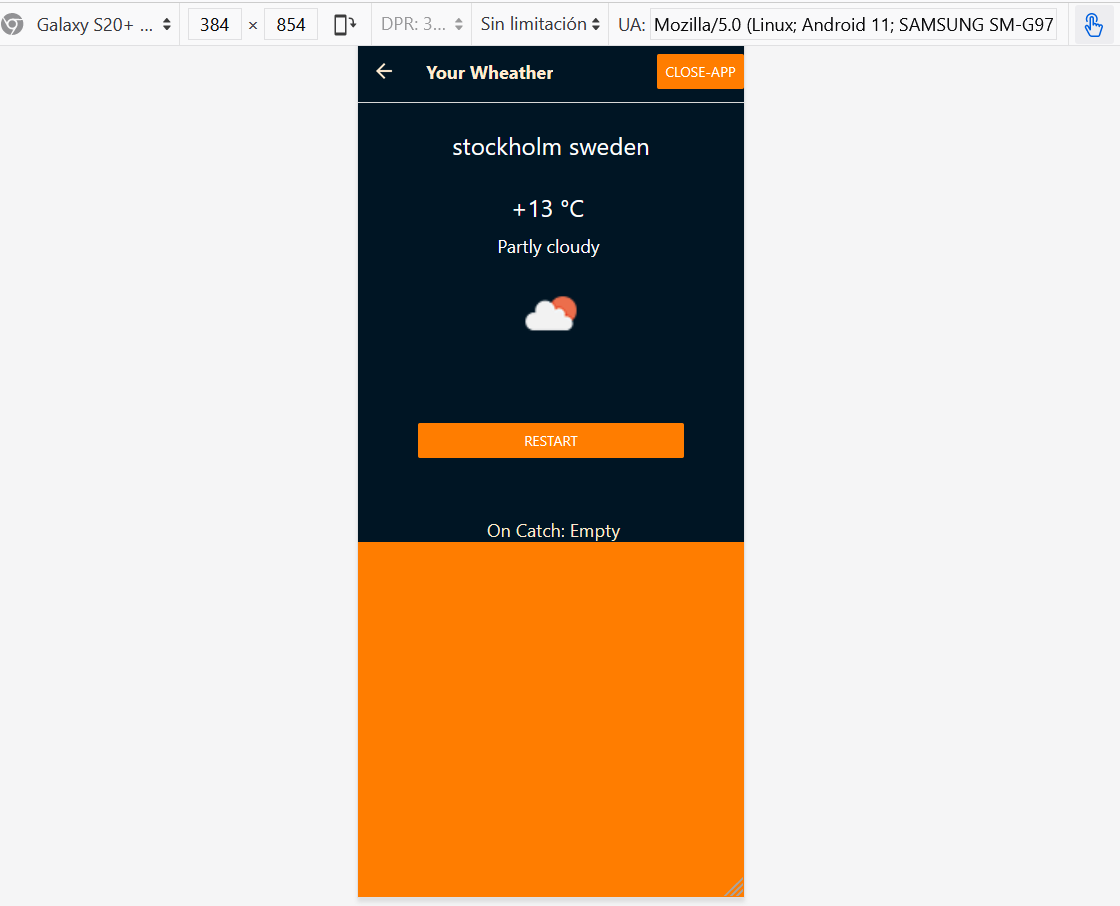 Galaxy S20+ ... 384 × 854 DPR: 3... Sin limitación UA: Mozilla/5.0 (Linux; Android 11; SAMSUNG SM-G97
Your Wheather CLOSE-APP
stockholm sweden
+13 °C
Partly cloudy
RESTART
On Catch: Empty